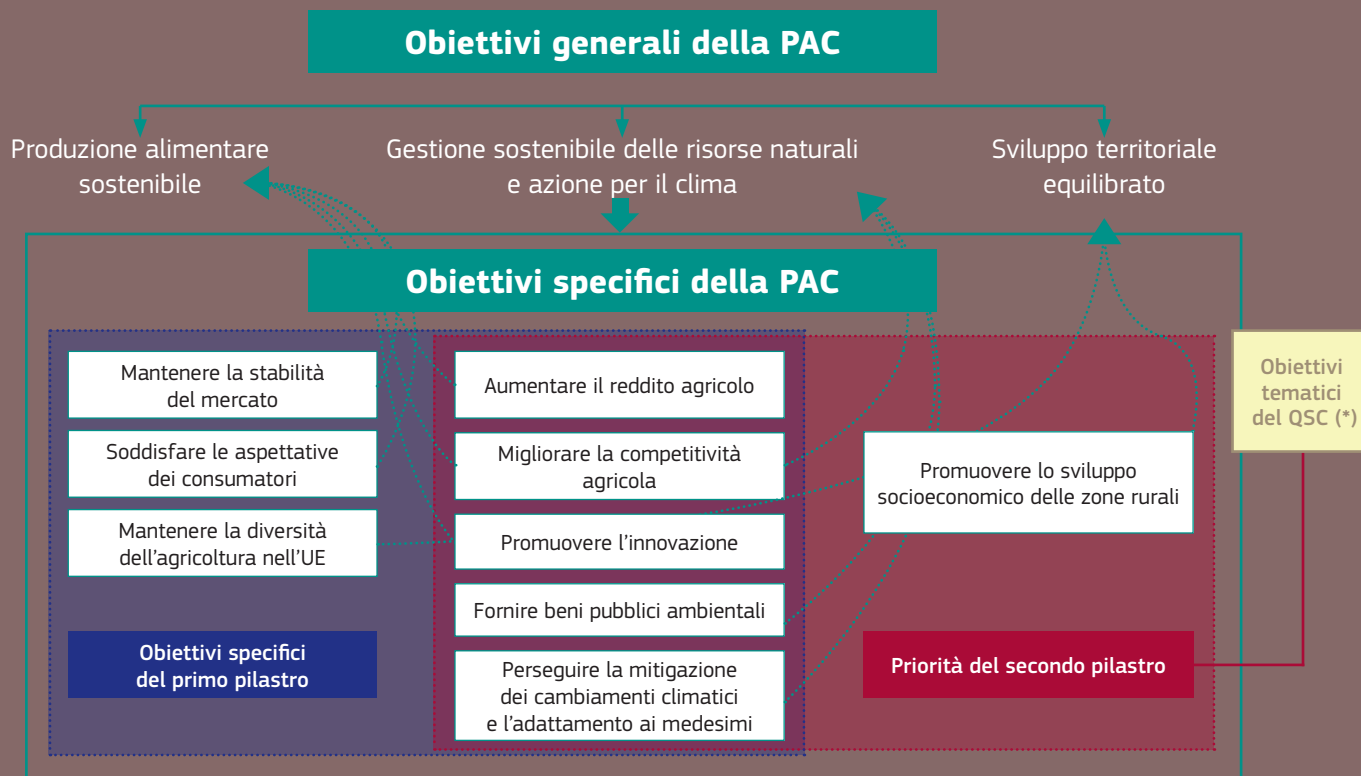 Obiettivi generali della PAC
Produzione alimentare
sostenibile
Gestione sostenibile delle risorse naturali
e azione per il clima
Sviluppo territoriale
equilibrato
Obiettivi specifici della PAC
Mantenere la stabilità
del mercato
Soddisfare le aspettative
dei consumatori
Mantenere la diversità
dell'agricoltura nell'UE
Obiettivi specifici
del primo pilastro
Aumentare il reddito agricolo
Migliorare la competitività
agricola
Promuovere l'innovazione
Fornire beni pubblici ambientali
Perseguire la mitigazione
dei cambiamenti climatici
e l'adattamento ai medesimi
Promuovere lo sviluppo
socioeconomico delle zone rurali
Priorità del secondo pilastro
Obiettivi
tematici
del QSC (*)